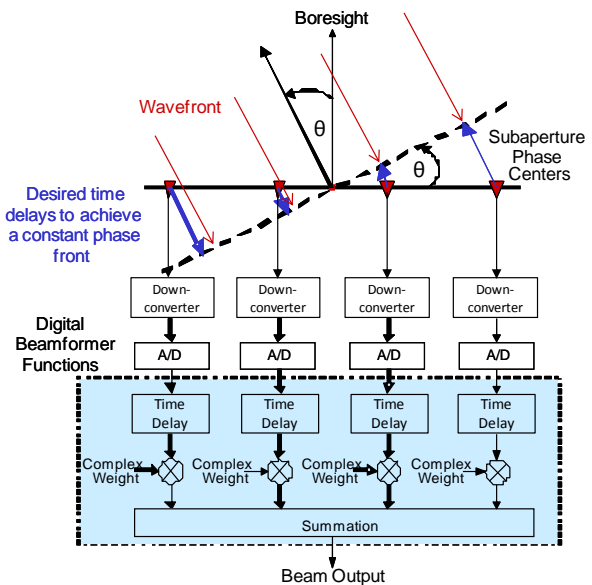 Boresight
Wavefront
θ
θ
Subaperture
Phase
Centers
Desired time
delays to achieve
a constant phase
front
Down-
converter
Down-
converter
Down-
converter
Down-
converter
Digital
Beamformer
Functions
A/D
A/D
A/D
A/D
Time
Delay
Time
Delay
Time
Delay
Time
Delay
Complex
Weight
Complex
Weight
Complex
Weight
Complex
Weight
Summation
Beam Output